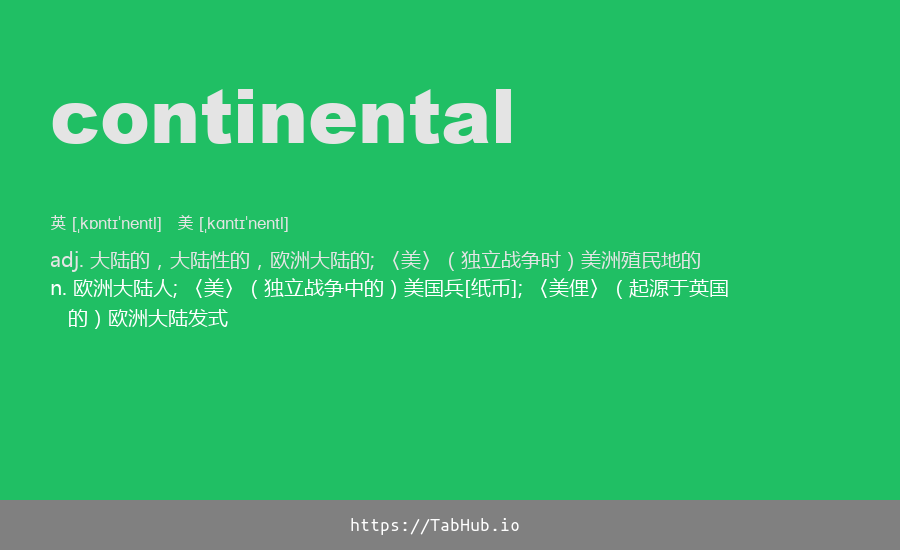 continental
英 [ˌkɒntɪˈnentl] 美 [ˌkɑntɪˈnentl]
adj. 大陆的，大陆性的，欧洲大陆的; 〈美〉（独立战争时）美洲殖民地的
n. 欧洲大陆人; 〈美〉（独立战争中的）美国兵[纸币]; 〈美俚〉（起源于英国
的）欧洲大陆发式
https://TabHub.io